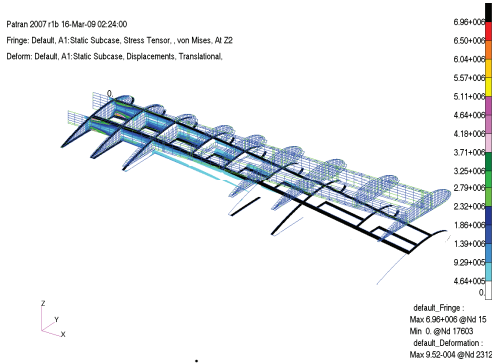 Patran 2007 r1b 16-Mar-09 02:24:00
Fringe: Default, A1:Static Subcase, Stress Tensor, , von Mises, At Z2
Deform: Default, A1:Static Subcase, Displacements, Translational,
6.96+006
6.50+006
6.04+006
5.57+006
5.11+006
4.64+006
4.18+006
3.71+006
3.25+006
2.79+006
2.32+006
1.86+006
1.39+006
9.29+005
4.64+005
0.
0.
Z
Y
X
default_Fringe :
Max 6.96+006 @Nd 15
Min 0. @Nd 17603
default_Deformation :
Max 9.52-004 @Nd 2312